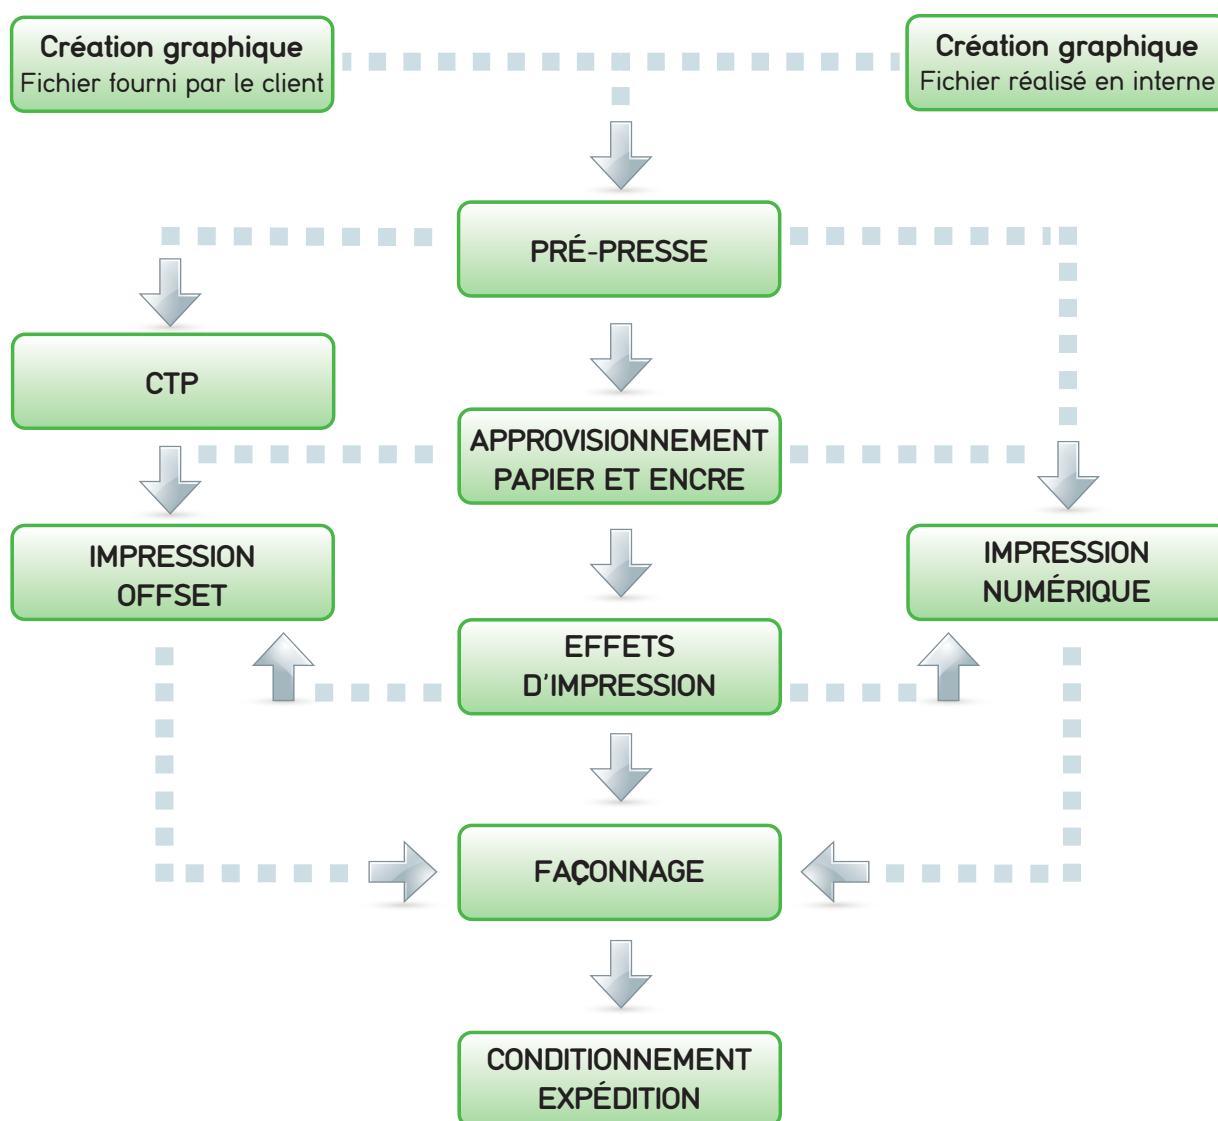 Création graphique
Fichier fourni par le client
Création graphique
Fichier réalisé en interne
PRÉ-PRESSE
CTP
APPROVISIONNEMENT
PAPIER ET ENCRE
IMPRESSION
OFFSET
IMPRESSION
NUMÉRIQUE
EFFETS
D'IMPRESSION
FAÇONNAGE
CONDITIONNEMENT
EXPÉDITION